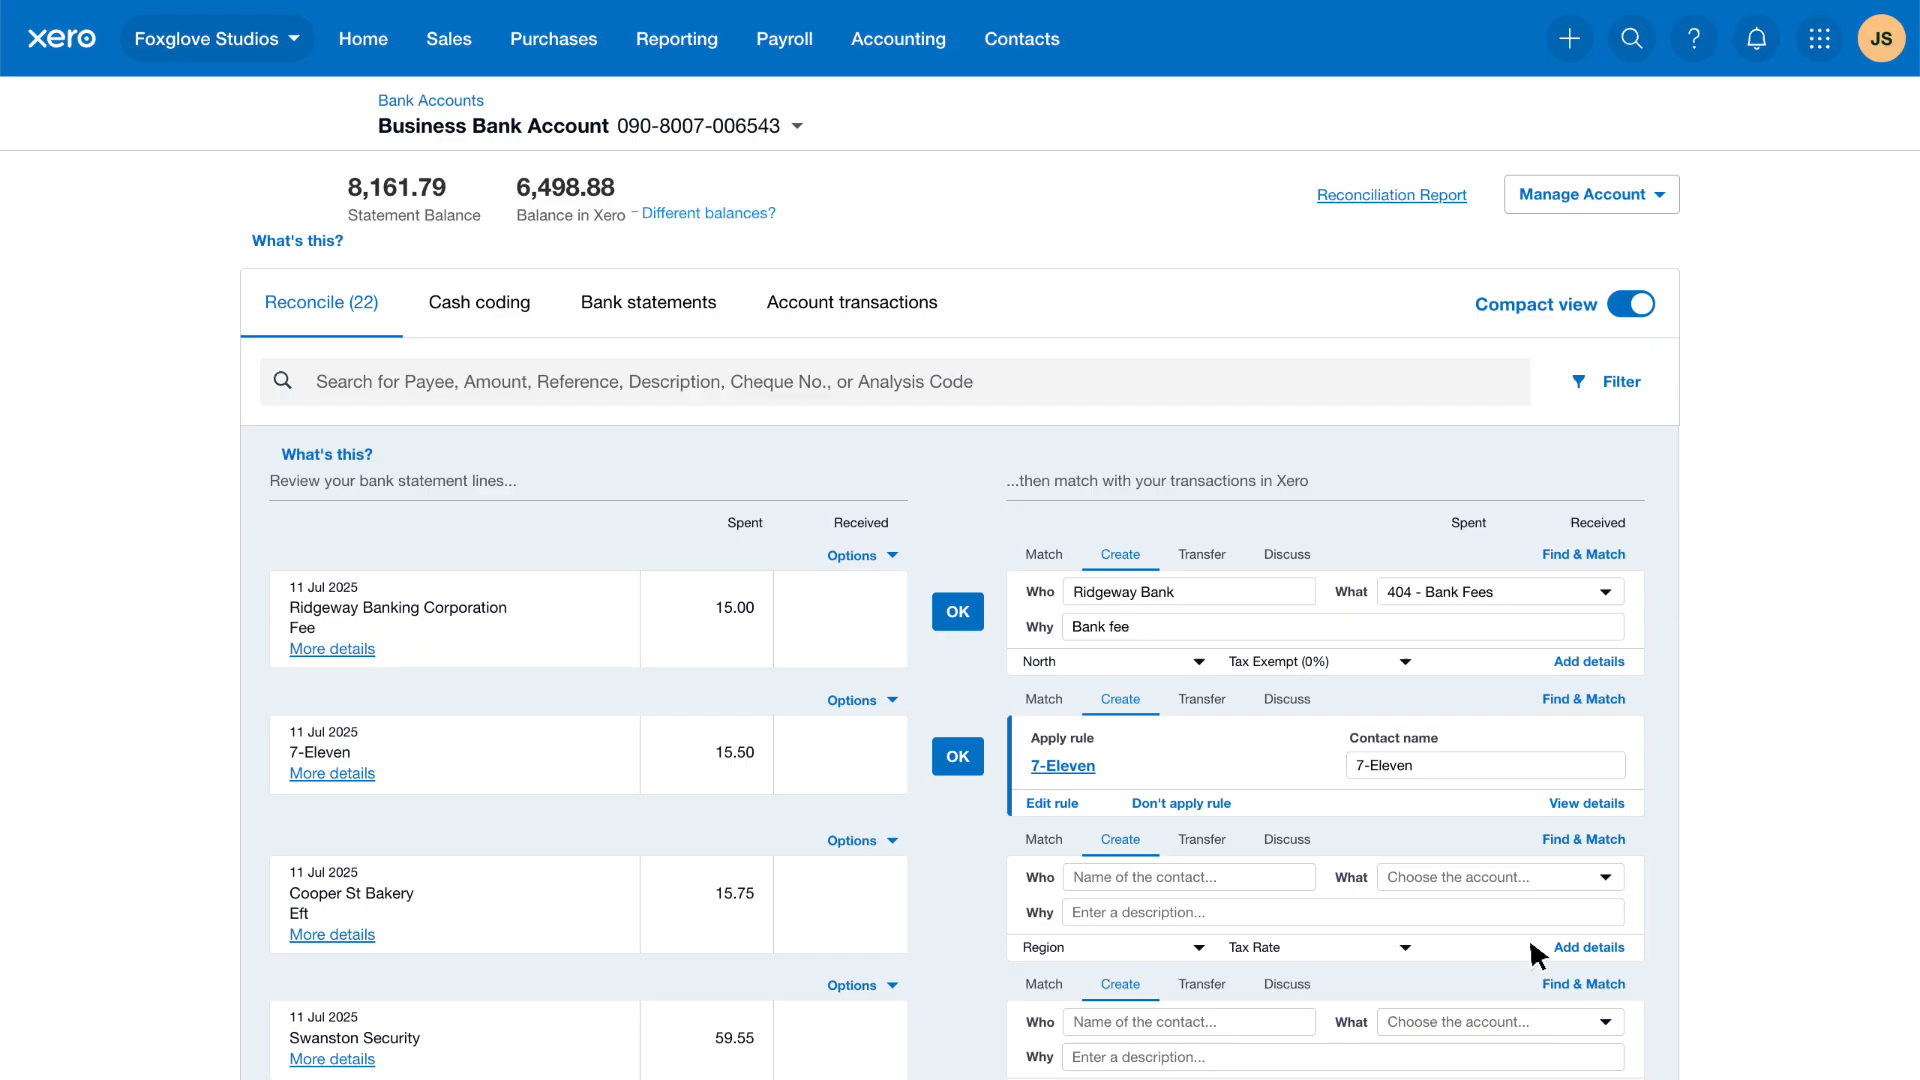 xero
Foxglove Studios
Home
Sales
Purchases
Reporting
Payroll
Accounting
Contacts
JS
Bank Accounts
Business Bank Account 090-8007-006543
8,161.79
6,498.88
Statement Balance
Balance in Xero - Different balances?
What's this?
Reconciliation Report
Manage Account
Reconcile (22)
Cash coding
Bank statements
Account transactions
Compact view
Search for Payee, Amount, Reference, Description, Cheque No., or Analysis Code
Filter
What's this?
Review your bank statement lines...
...then match with your transactions in Xero
Spent
Received
Spent
Received
Options
Match
Create
Transfer
Discuss
Find & Match
11 Jul 2025
Ridgeway Banking Corporation
Fee
More details
15.00
OK
Who
Ridgeway Bank
What
404 - Bank Fees
Why
Bank fee
North
Tax Exempt (0%)
Add details
Options
Match
Create
Transfer
Discuss
Find & Match
11 Jul 2025
7-Eleven
More details
15.50
OK
Apply rule
7-Eleven
Contact name
7-Eleven
Edit rule
Don't apply rule
View details
Options
Match
Create
Transfer
Discuss
Find & Match
11 Jul 2025
Cooper St Bakery
Eft
More details
15.75
Who
Name of the contact...
What
Choose the account...
Why
Enter a description...
Region
Tax Rate
Add details
Options
Match
Create
Transfer
Discuss
Find & Match
11 Jul 2025
Swanston Security
More details
59.55
Who
Name of the contact...
What
Choose the account...
Why
Enter a description...